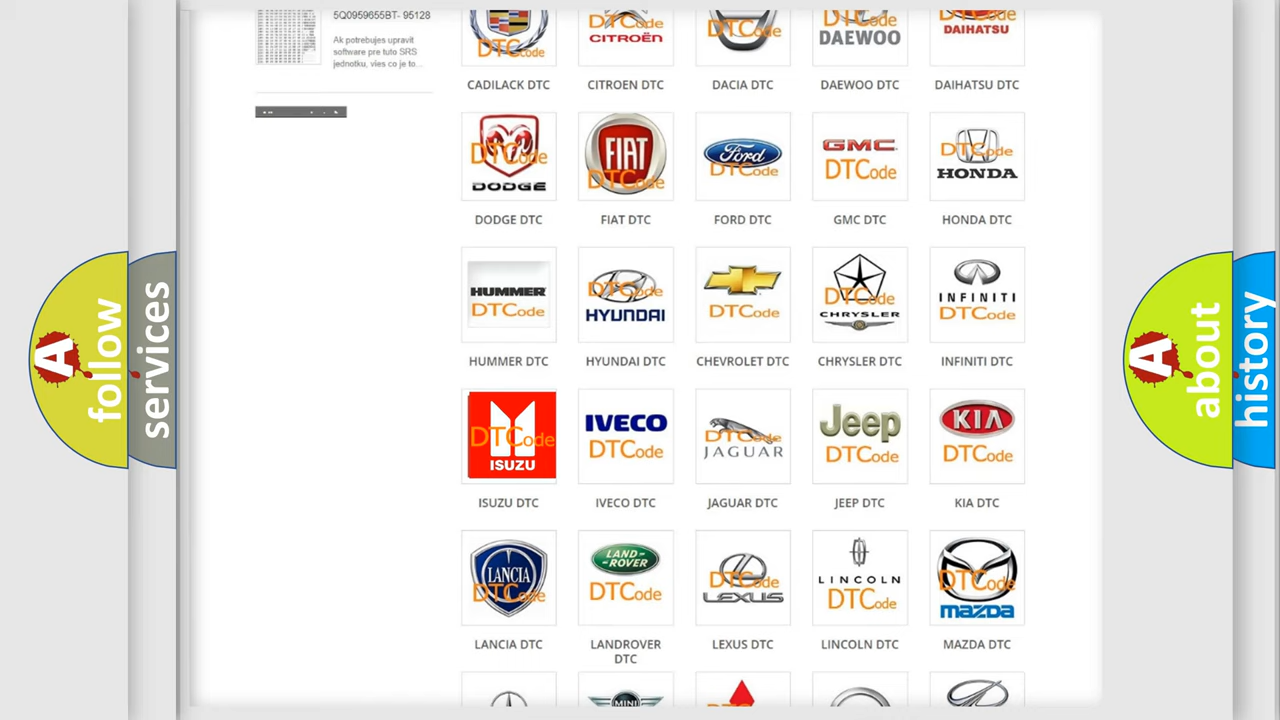 5Q0959655BT- 95128
Ak potrebujes upravit
software pre tuto SRS
jednotku, vies co je to...
DTCode
DTCode
CITROËN
DTCode
DTCode
DAEWOO
DTCode
DAIHATSU
CADILACK DTC
CITROEN DTC
DACIA DTC
DAEWOO DTC
DAIHATSU DTC
DTCode
DODGE
FIAT
DTCode
Ford
DTCode
GMC
DTCode
DTCode
HONDA
DODGE DTC
FIAT DTC
FORD DTC
GMC DTC
HONDA DTC
HUMMER
DTCode
DTCode
HYUNDAI
DTCode
DTCode
CHRYSLER
INFINITI
DTCode
HUMMER DTC
HYUNDAI DTC
CHEVROLET DTC
CHRYSLER DTC
INFINITI DTC
DTCode
ISUZU
IVECO
DTCode
DTCode
JAGUAR
Jeep
DTCode
KIA
DTCode
ISUZU DTC
IVECO DTC
JAGUAR DTC
JEEP DTC
KIA DTC
LANCIA
DTCode
LAND-
ROVER
DTCode
DTCode
LEXUS
LINCOLN
DTCode
DTCode
mazda
LANCIA DTC
LANDROVER
DTC
LEXUS DTC
LINCOLN DTC
MAZDA DTC
MINI
A
follow
services
A
about
history